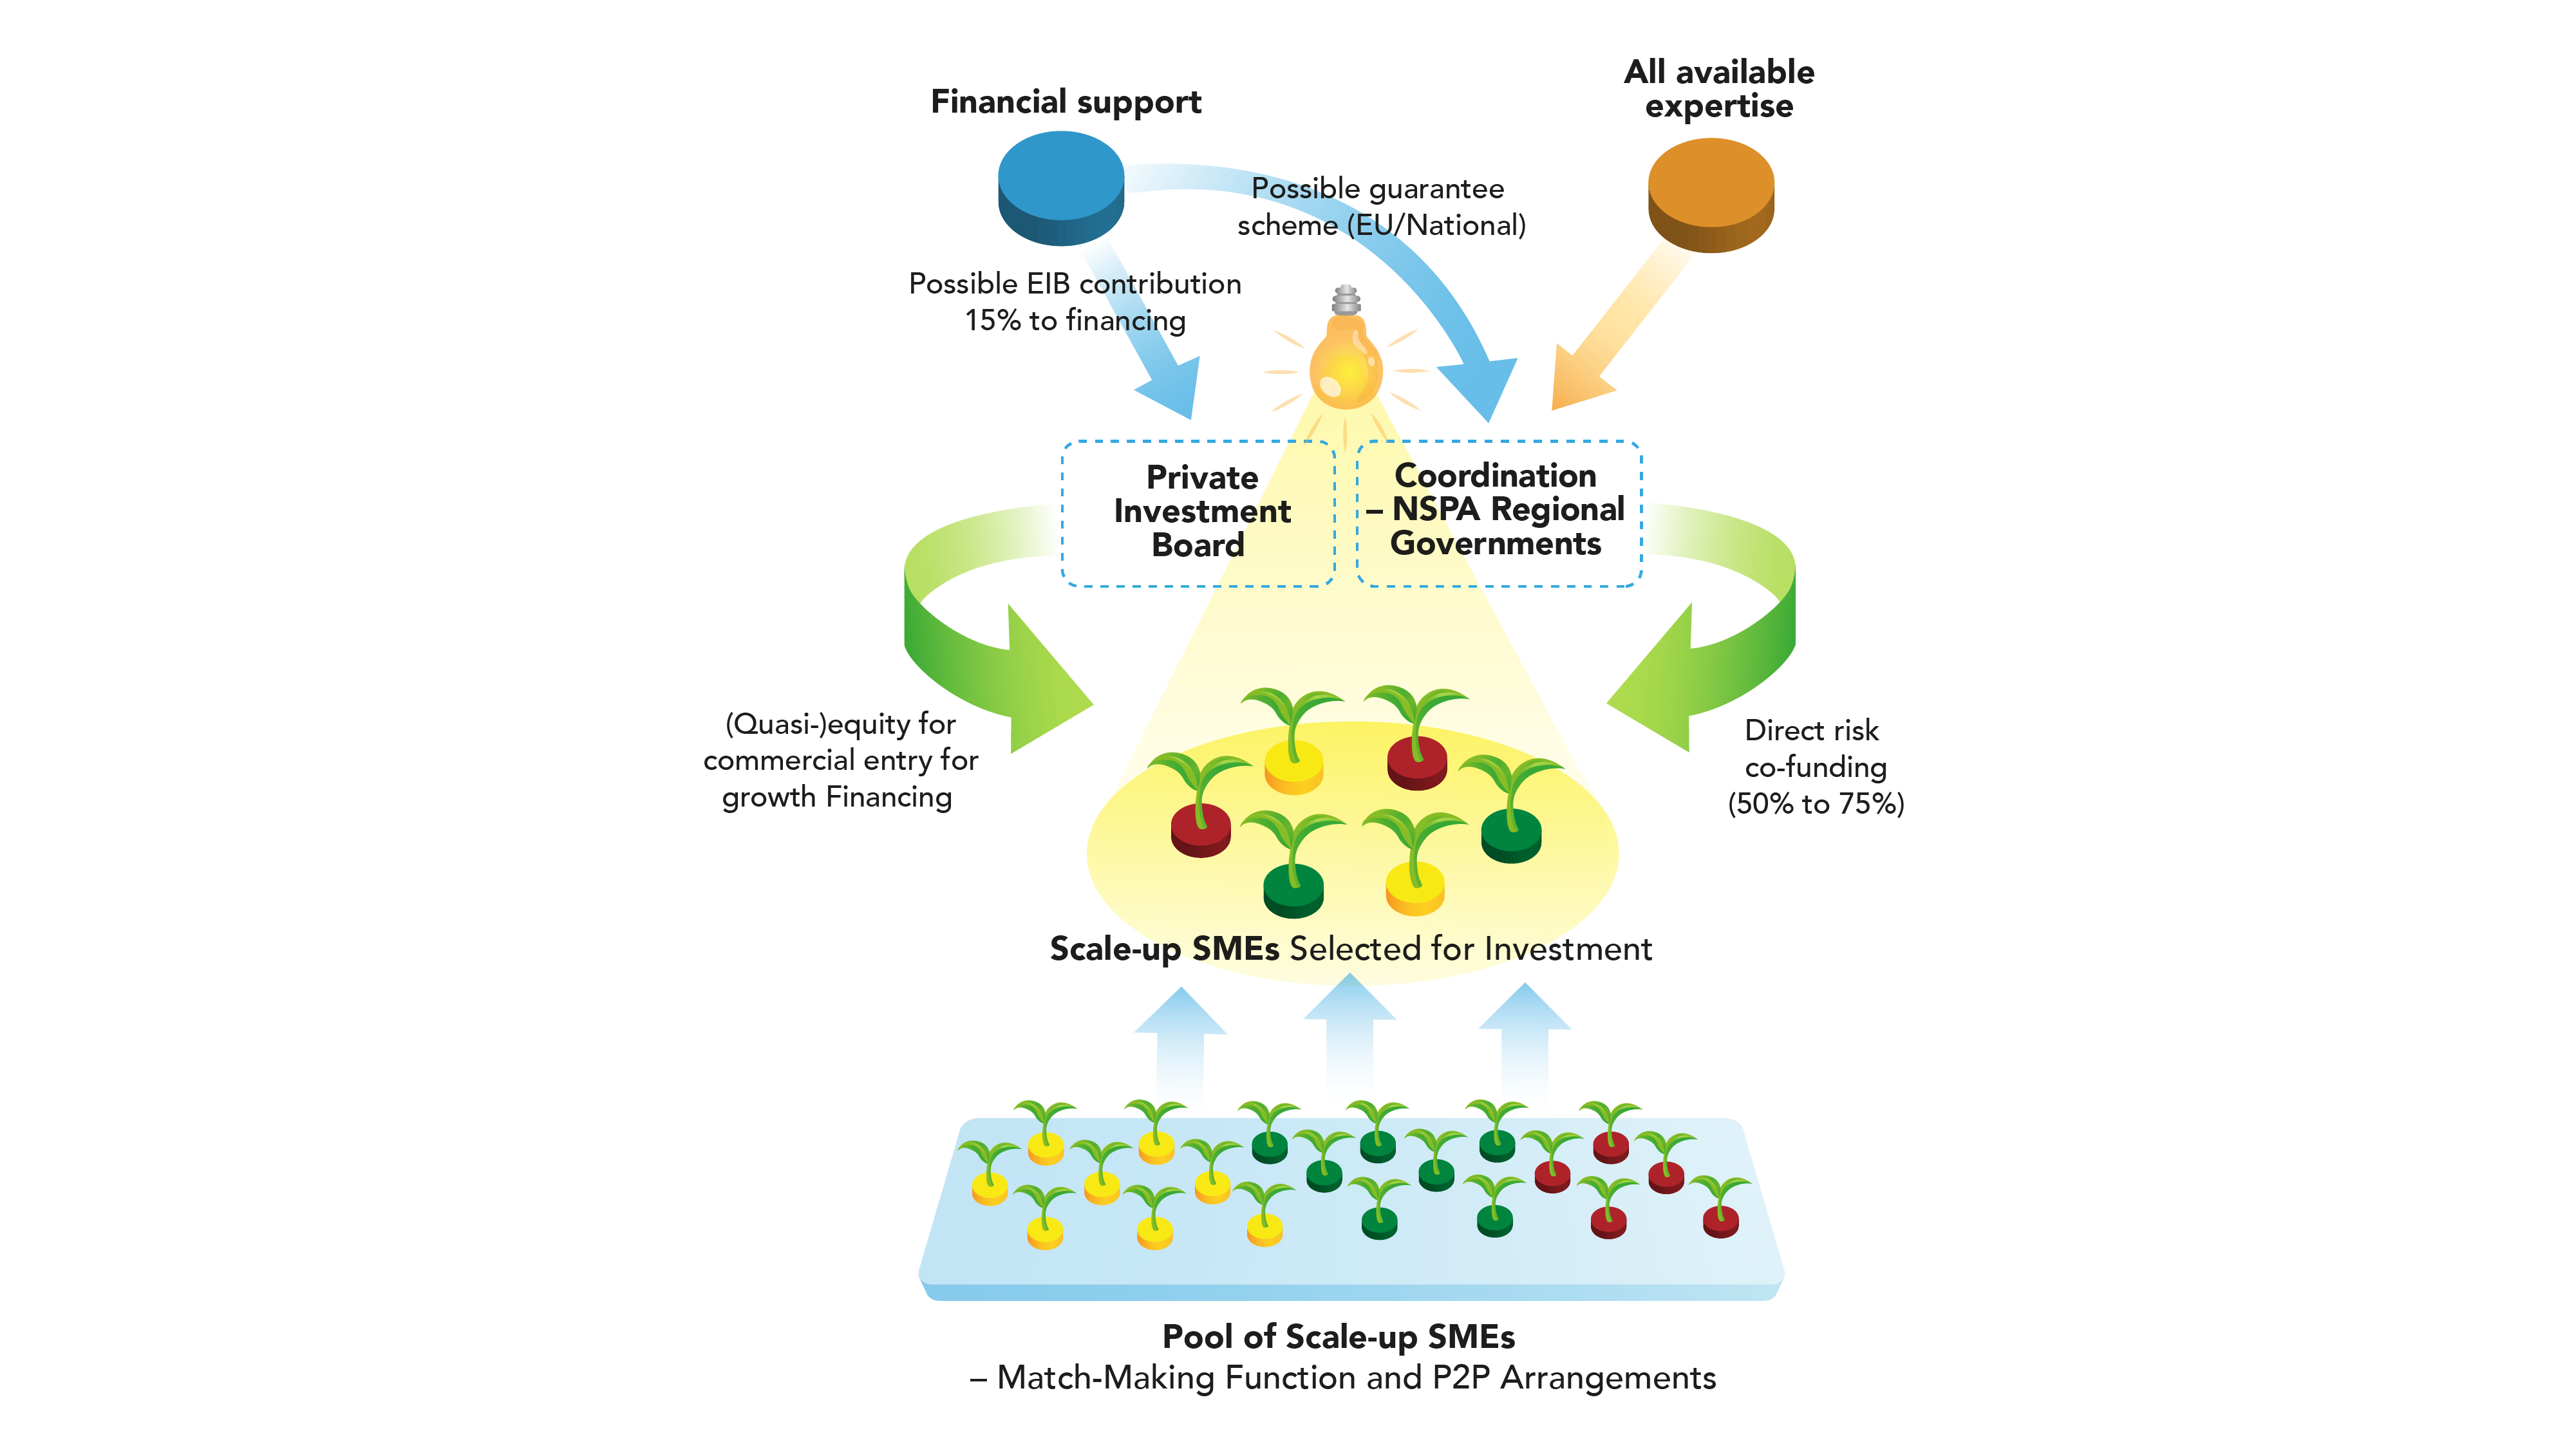 Financial support
All available
expertise
Possible guarantee
scheme (EU/National)
Possible EIB contribution
15% to financing
Private
Investment
Board
Coordination
– NSPA Regional
Governments
(Quasi-)equity for
commercial entry for
growth Financing
Direct risk
co-funding
(50% to 75%)
Scale-up SMEs Selected for Investment
Pool of Scale-up SMEs
– Match-Making Function and P2P Arrangements